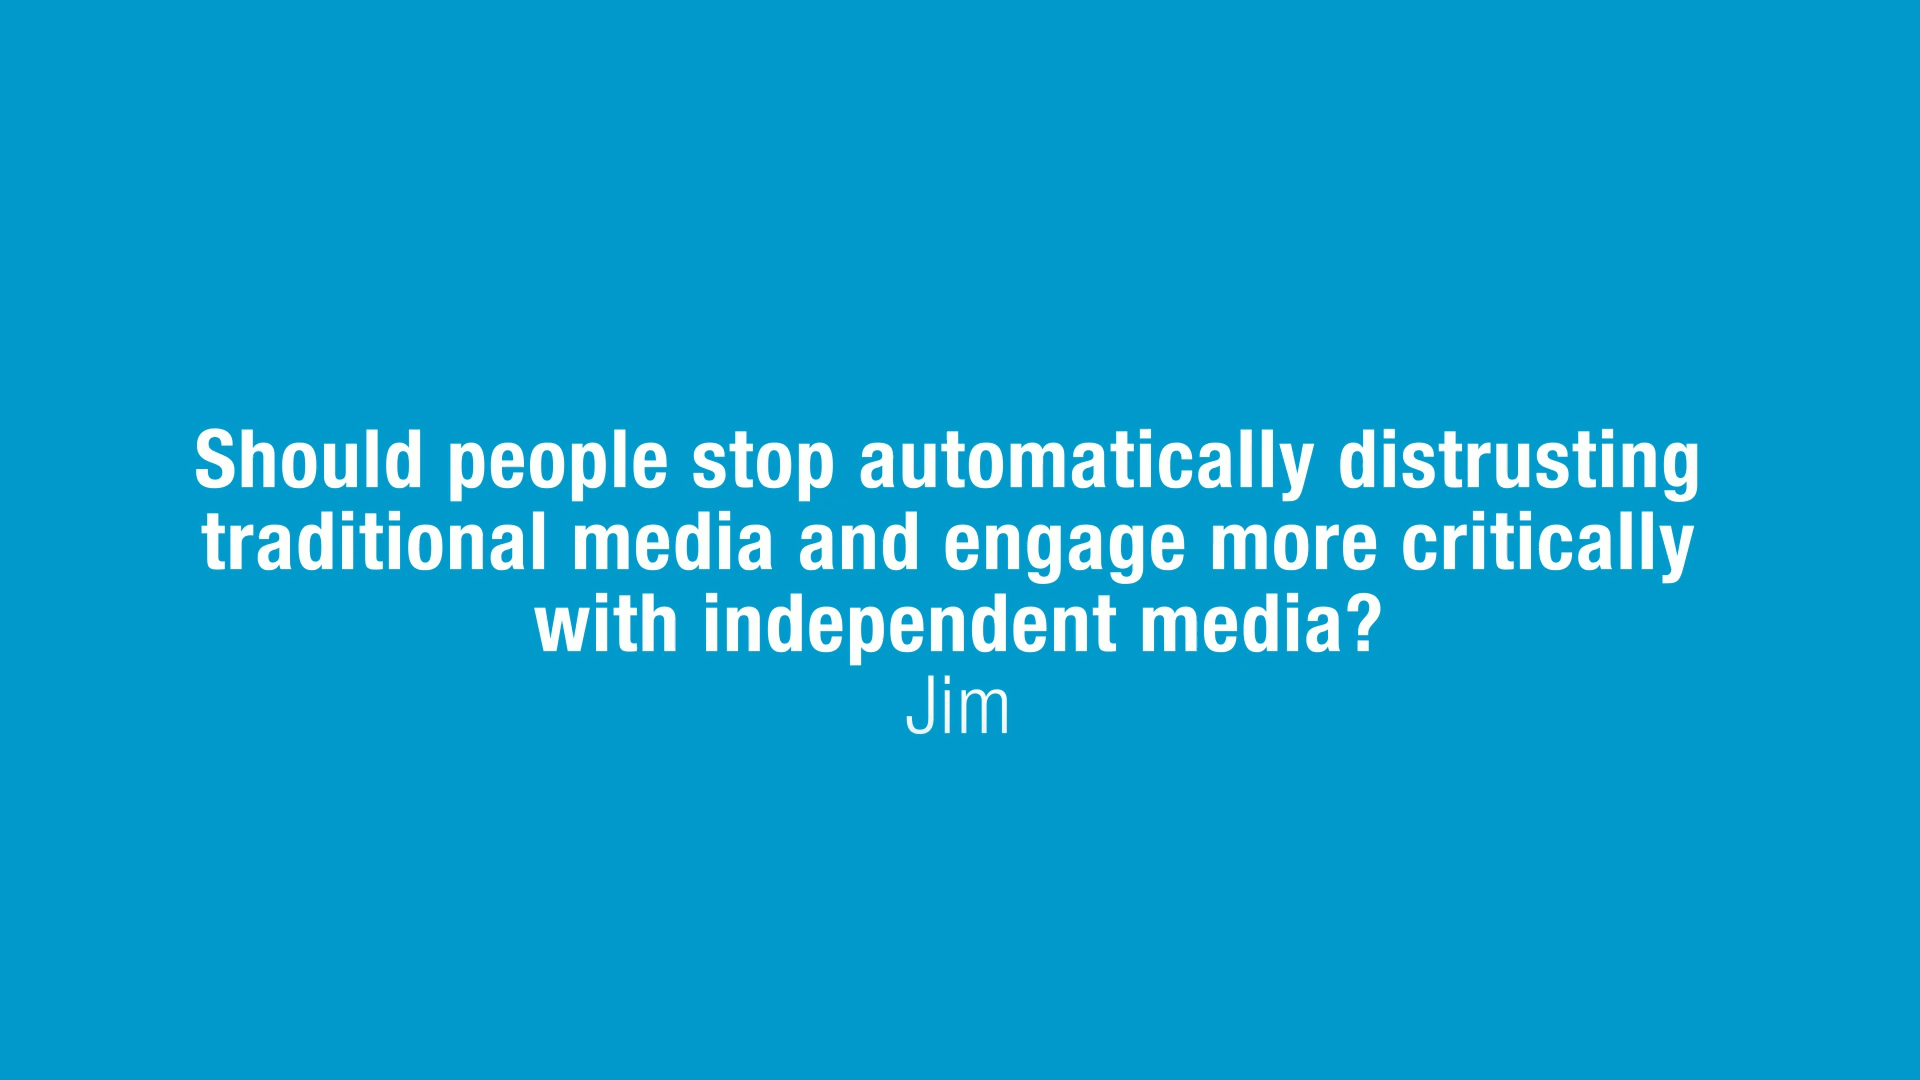 Should people stop automatically distrusting
traditional media and engage more critically
with independent media?
Jim